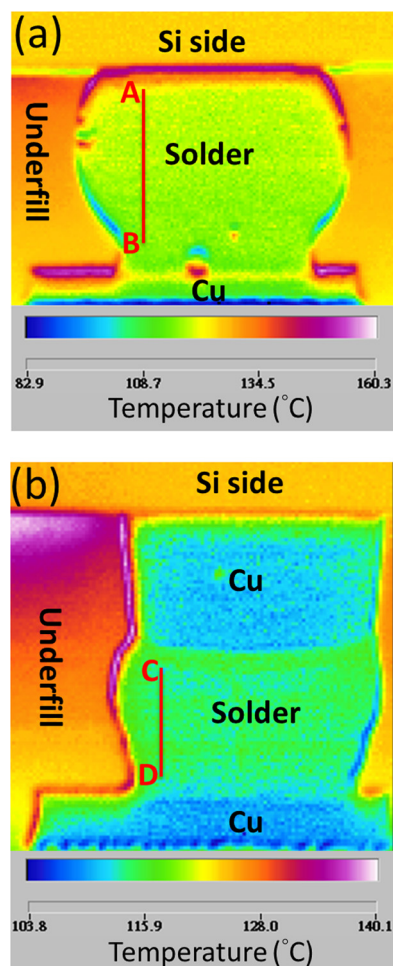 (a)
Si side
Underfill
A
Solder
B
Cu
82.9 108.7 134.5 160.3
Temperature (°C)
(b)
Si side
Underfill
Cu
C
Solder
D
Cu
103.8 115.9 128.0 140.1
Temperature (°C)